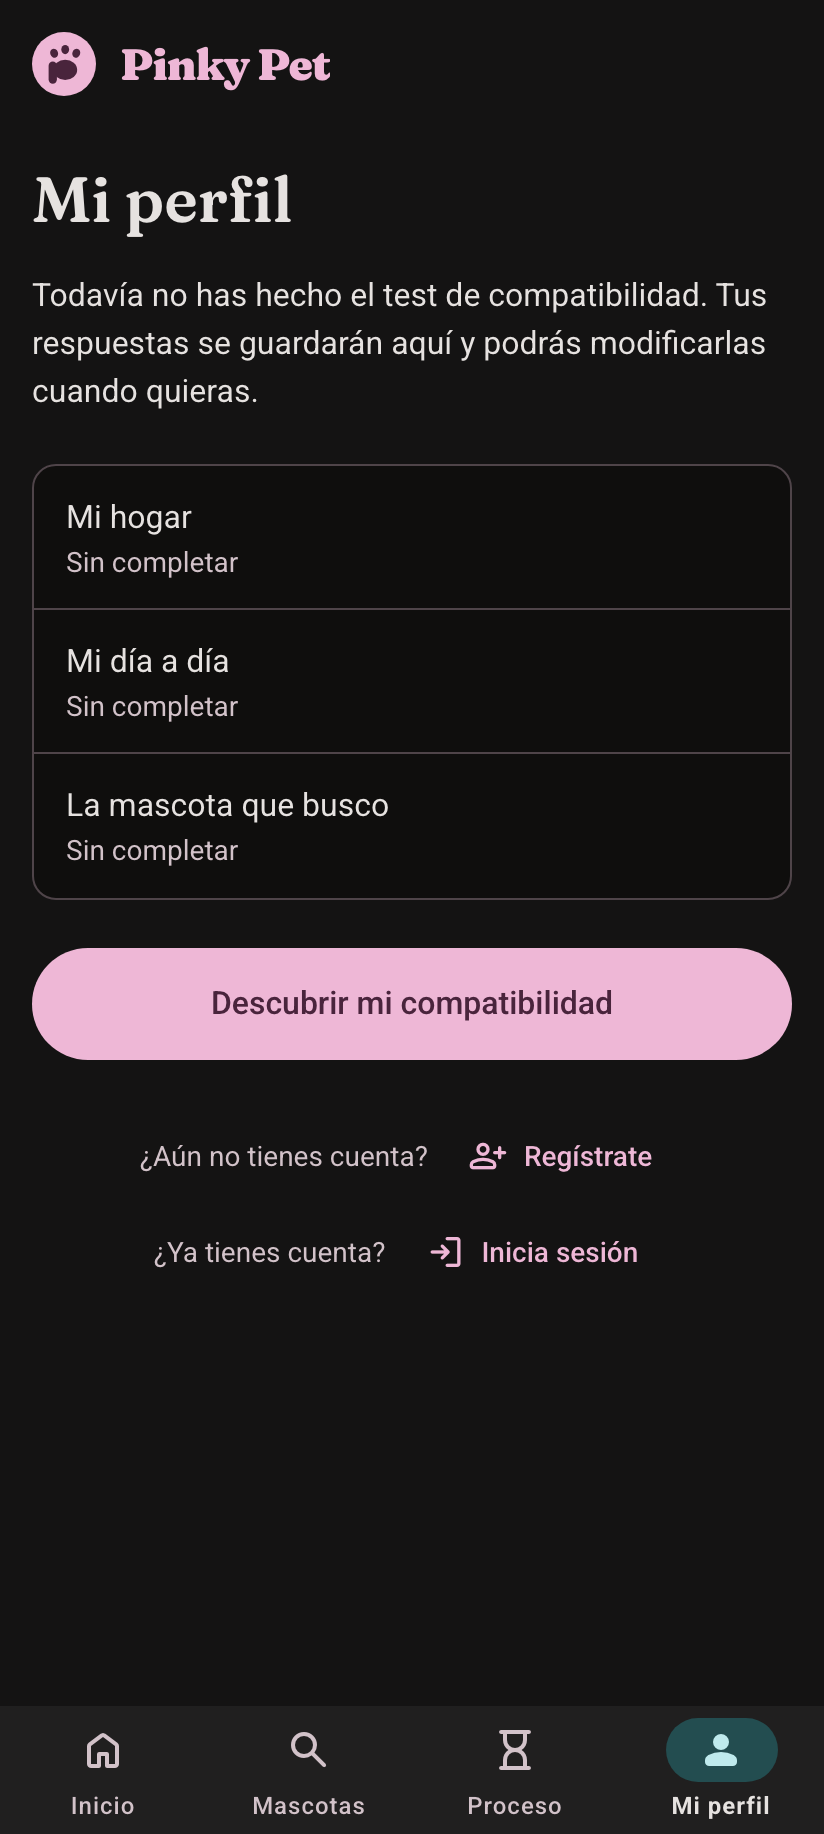 Pinky Pet
Mi perfil
Todavía no has hecho el test de compatibilidad. Tus
respuestas se guardarán aquí y podrás modificarlas
cuando quieras.
Mi hogar
Sin completar
Mi día a día
Sin completar
La mascota que busco
Sin completar
Descubrir mi compatibilidad
¿Aún no tienes cuenta? Regístrate
¿Ya tienes cuenta? Inicia sesión
Inicio Mascotas Proceso Mi perfil